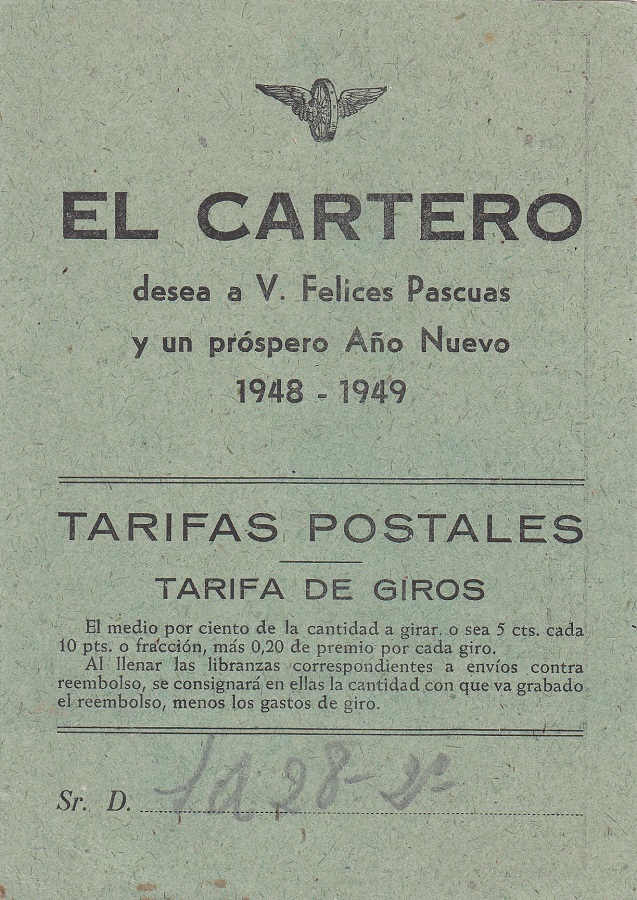 EL CARTERO
desea a V. Felices Pascuas
y un próspero Año Nuevo
1948 - 1949
TARIFAS POSTALES
TARIFA DE GIROS
El medio por ciento de la cantidad a girar. o sea 5 cts. cada
10 pts. o fracción, más 0,20 de premio por cada giro.
Al llenar las libranzas correspondientes a envíos contra
reembolso, se consignará en ellas la cantidad con que va grabado
el reembolso, menos los gastos de giro.
Sr. D. 28-2º